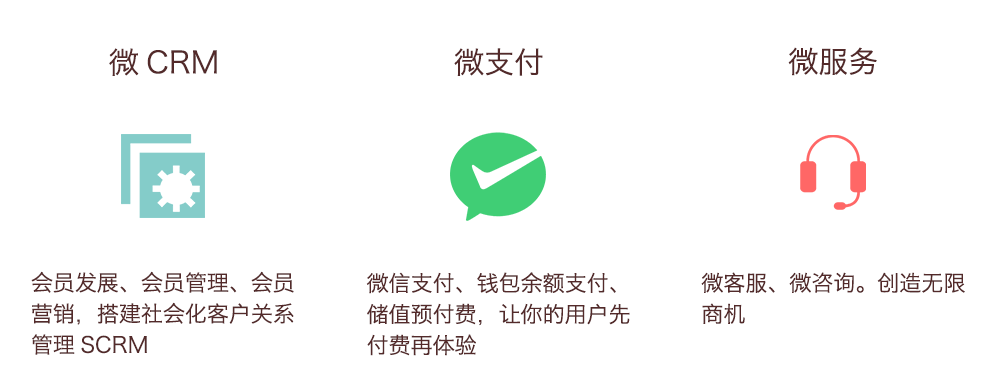 微 CRM
会员发展、会员管理、会员
营销，搭建社会化客户关系
管理 SCRM
微支付
微信支付、钱包余额支付、
储值预付费，让你的用户先
付费再体验
微服务
微客服、微咨询。创造无限
商机